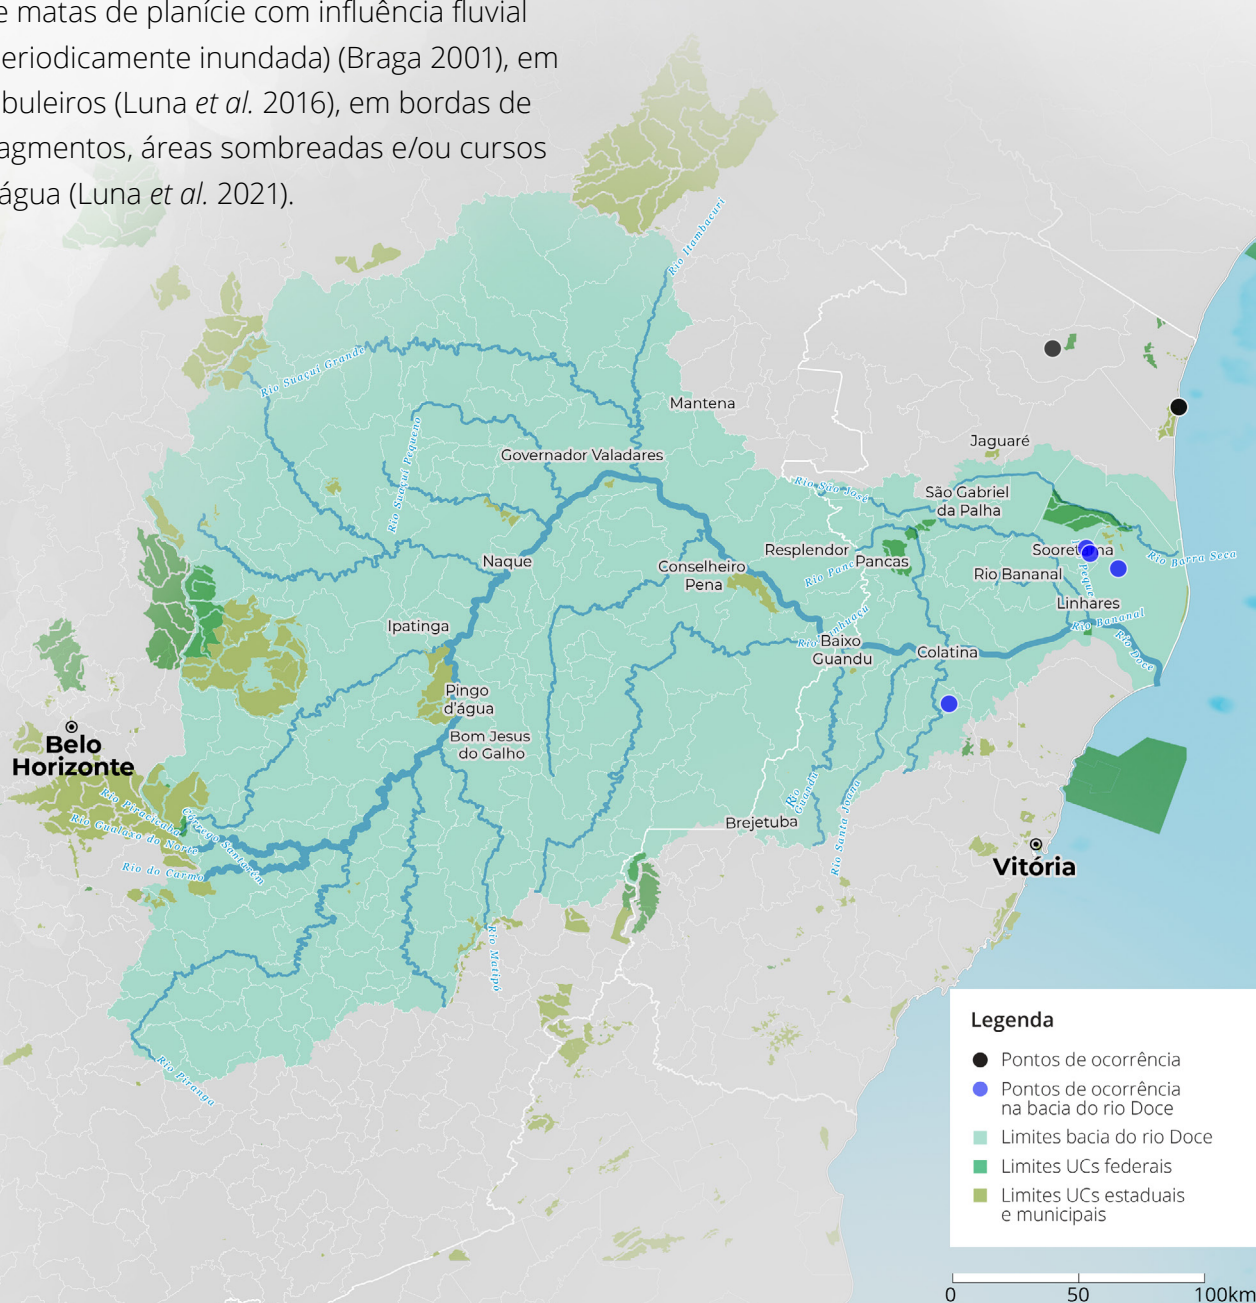 e matas de planície com influência fluvial
eriodicamente inundada) (Braga 2001), em
buleiros (Luna et al. 2016), em bordas de
agmentos, áreas sombreadas e/ou cursos
água (Luna et al. 2021).
Rio Itambacuri
Rio Suaçuí Grande
Mantena
Rio Suaçuí Pequeno
Governador Valadares
Jaguaré
Rio São José
São Gabriel
da Palha
Naque
Resplendor
Pancas
Conselheiro
Pena
Rio Panc
Sooretama
Rio Barra Seca
Rio Bananal
Linhares
Rio Bananal
Ipatinga
Baixo
Guandu
Colatina
Rio Doce
Pingo
d'água
Bom Jesus
do Galho
Belo
Horizonte
Rio Piracicaba
Rio Gualaxo do Norte
Córrego Santarém
Rio do Carmo
Rio
Guandu
Rio Santa Joana
Brejetuba
Vitória
Rio Matipó
Rio Piranga
Legenda
Pontos de ocorrência
Pontos de ocorrência
na bacia do rio Doce
Limites bacia do rio Doce
Limites UCs federais
Limites UCs estaduais
e municipais
0 50 100km